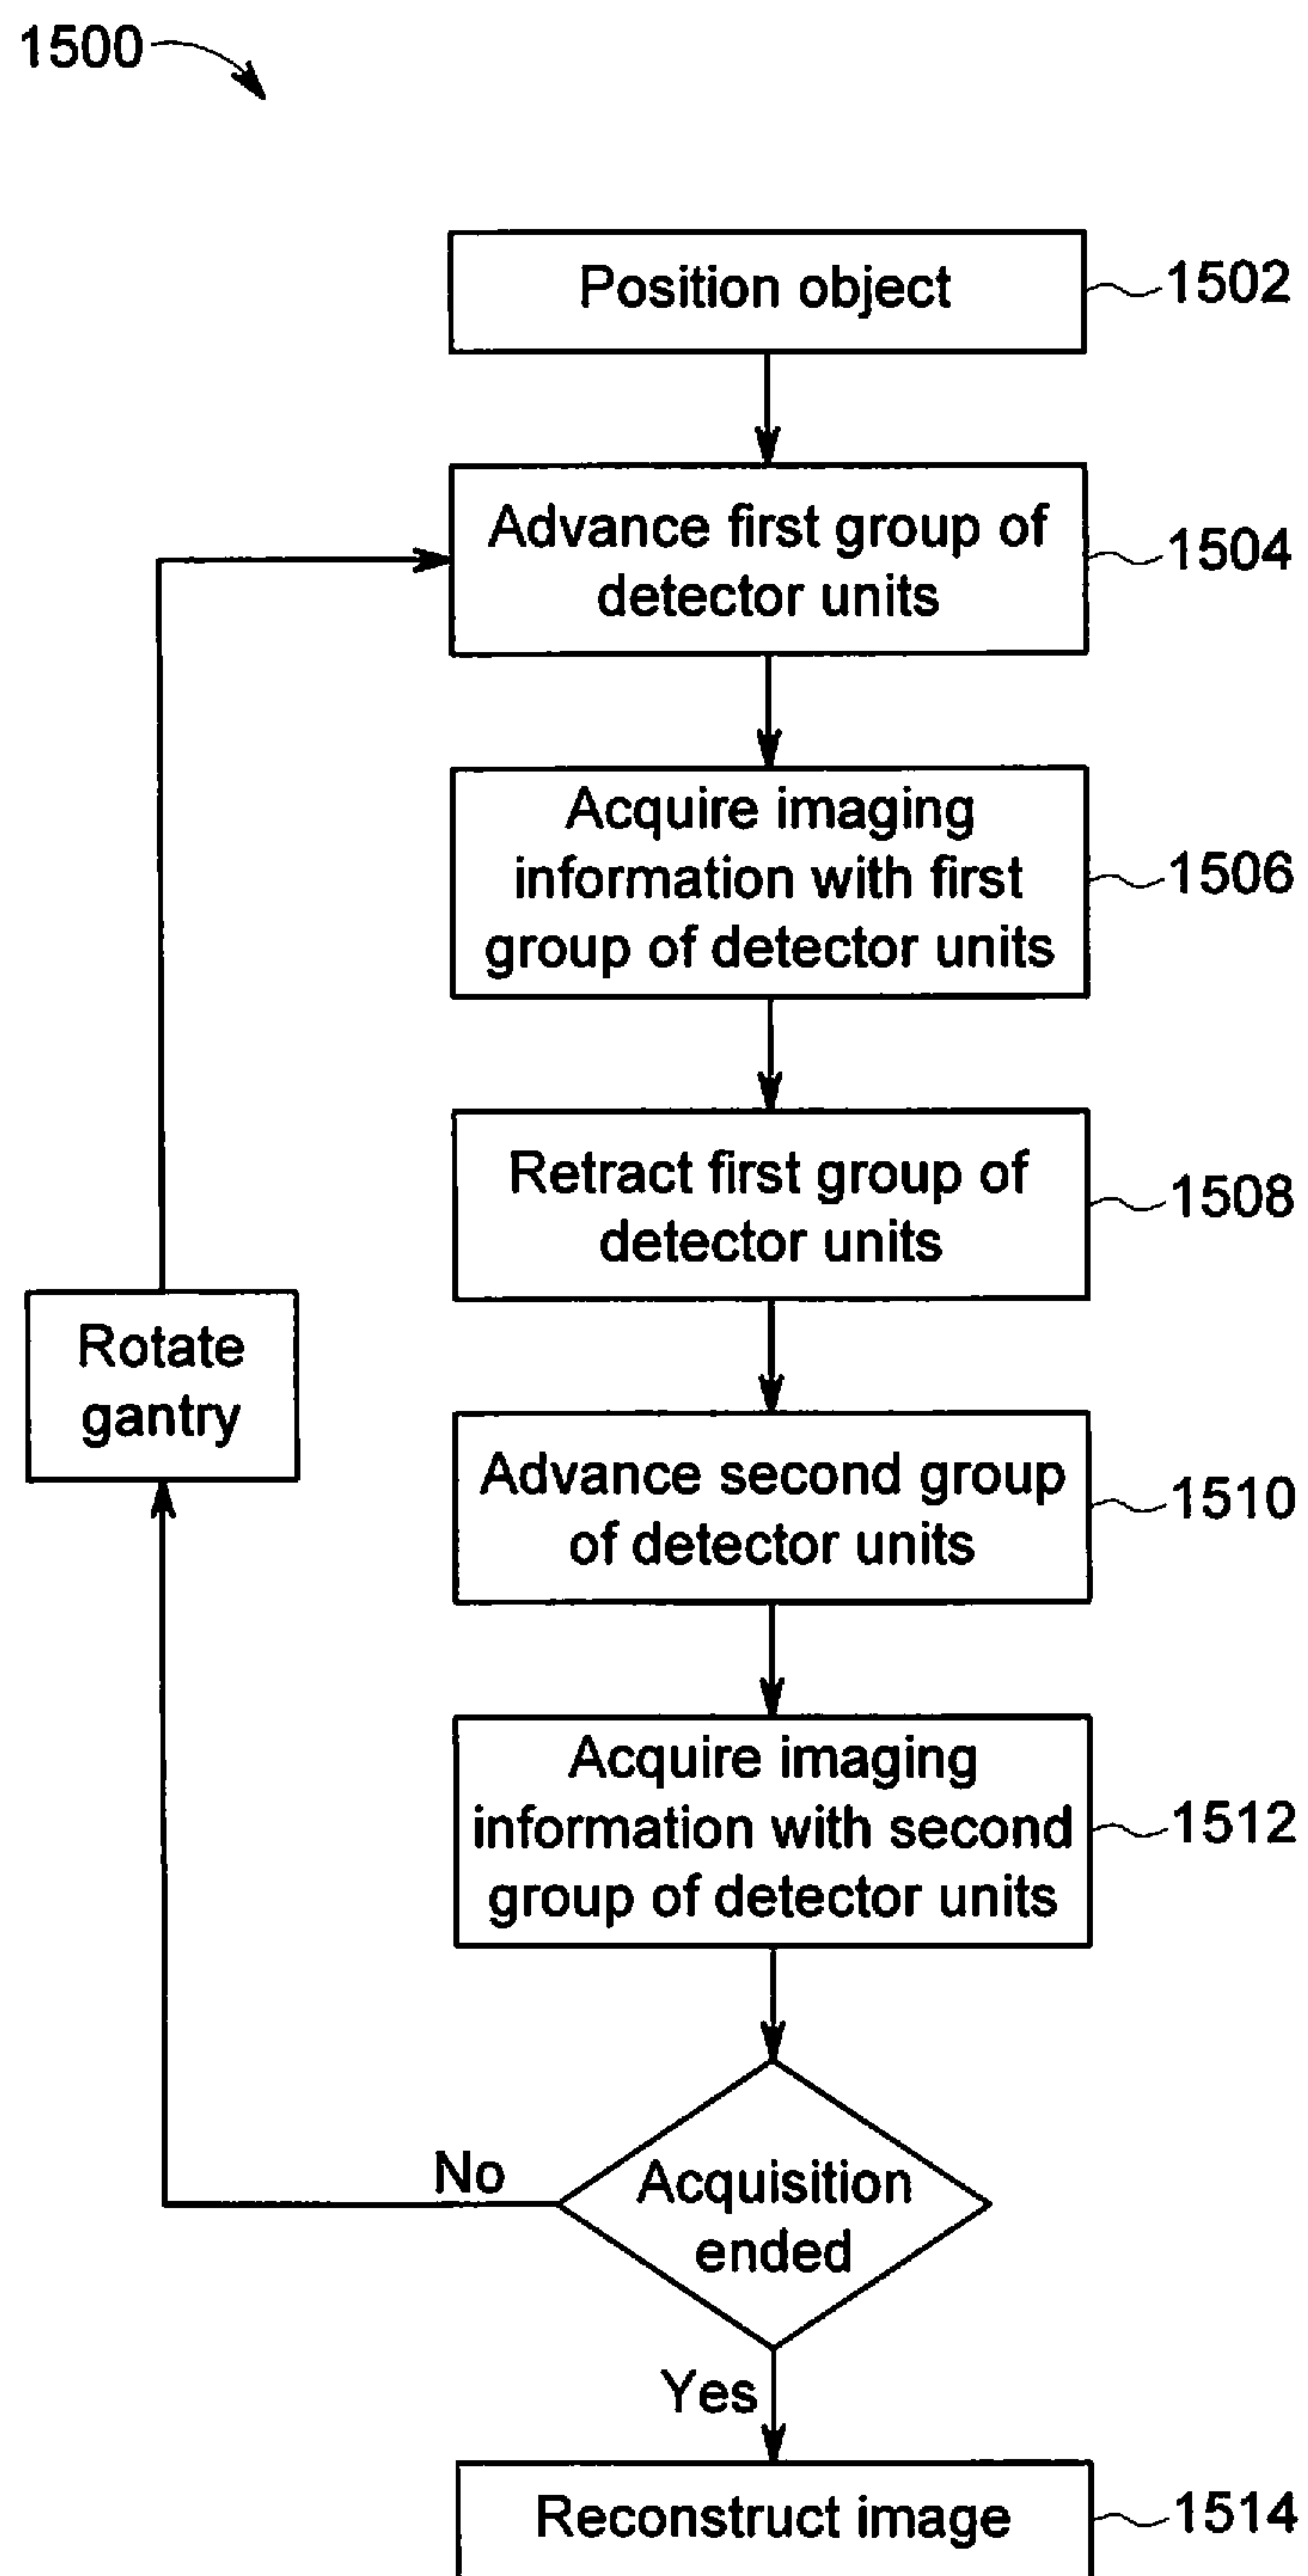 1500
Position object
1502
Advance first group of
detector units
1504
Acquire imaging
information with first
group of detector units
1506
Retract first group of
detector units
1508
Rotate
gantry
Advance second group
of detector units
1510
Acquire imaging
information with second
group of detector units
1512
No
Acquisition
ended
Yes
Reconstruct image
1514